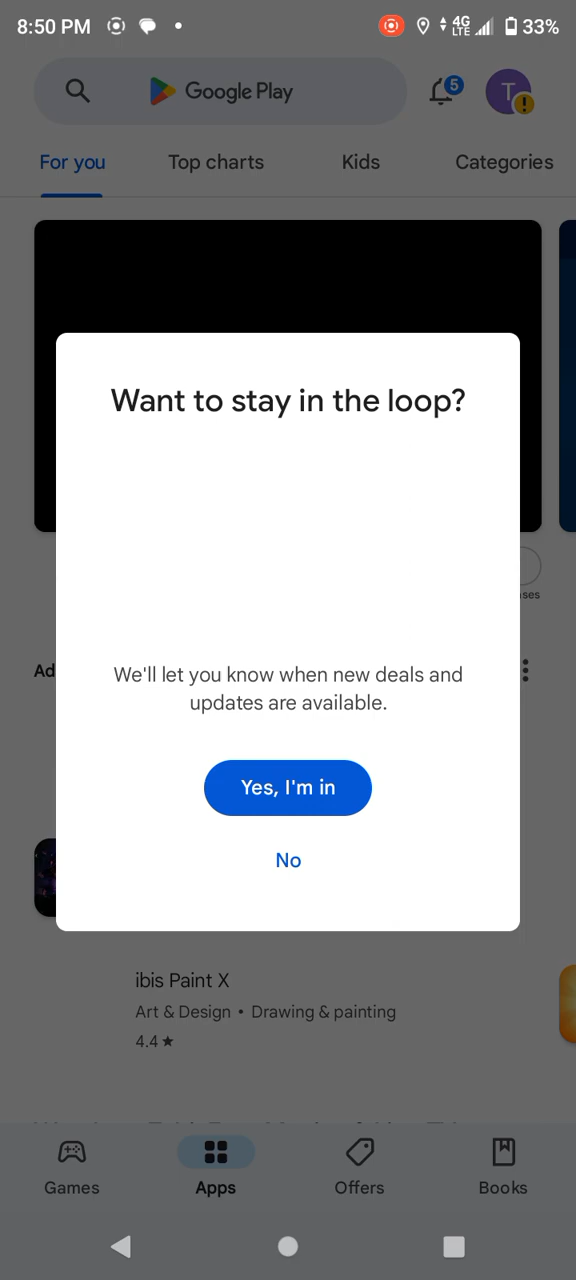 8:50 PM 4G LTE 33%
Google Play 5 T
For you Top charts Kids Categories
Want to stay in the loop?
We'll let you know when new deals and
updates are available.
Yes, I'm in
No
Ad
ibis Paint X
Art & Design • Drawing & painting
4.4 ★
Games Apps Offers Books